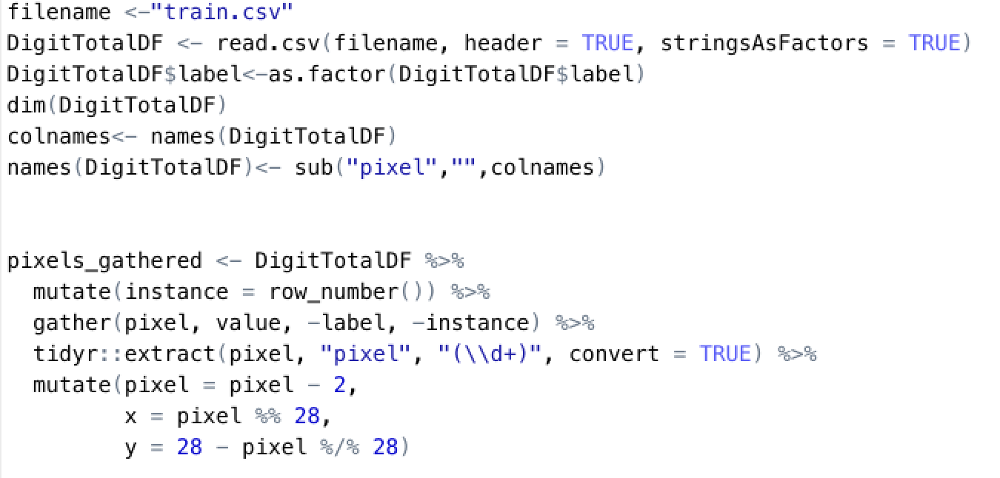 filename <-"train.csv"
DigitTotalDF <- read.csv(filename, header = TRUE, stringsAsFactors = TRUE)
DigitTotalDF$label<-as.factor(DigitTotalDF$label)
dim(DigitTotalDF)
colnames<- names(DigitTotalDF)
names(DigitTotalDF)<- sub("pixel","",colnames)
pixels_gathered <- DigitTotalDF %>%
  mutate(instance = row_number()) %>%
  gather(pixel, value, -label, -instance) %>%
  tidyr::extract(pixel, "pixel", "(\\d+)", convert = TRUE) %>%
  mutate(pixel = pixel - 2,
         x = pixel %% 28,
         y = 28 - pixel %/% 28)